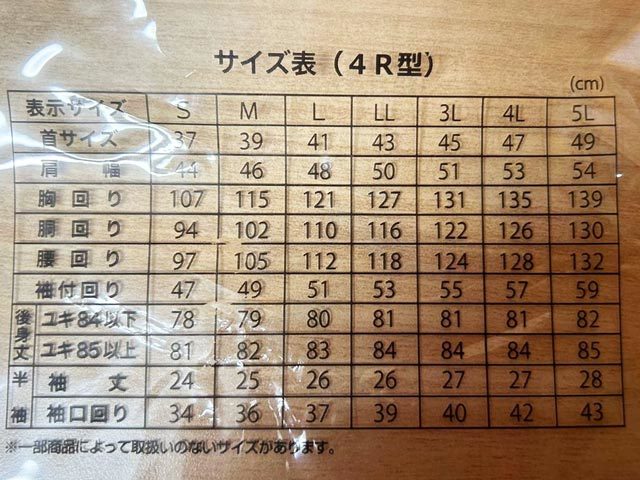 サイズ表（４Ｒ型）
(cm)
表示サイズ S M L LL 3L 4L 5L
首サイズ 37 39 41 43 45 47 49
肩幅 44 46 48 50 51 53 54
胸回り 107 115 121 127 131 135 139
胴回り 94 102 110 116 122 126 130
腰回り 97 105 112 118 124 128 132
袖付回り 47 49 51 53 55 57 59
後身丈 ユキ84以下 78 79 80 81 81 81 82
ユキ85以上 81 82 83 84 84 84 85
半袖 袖丈 24 25 26 26 27 27 28
袖口回り 34 36 37 39 40 42 43
※一部商品によって取扱いのないサイズがあります。